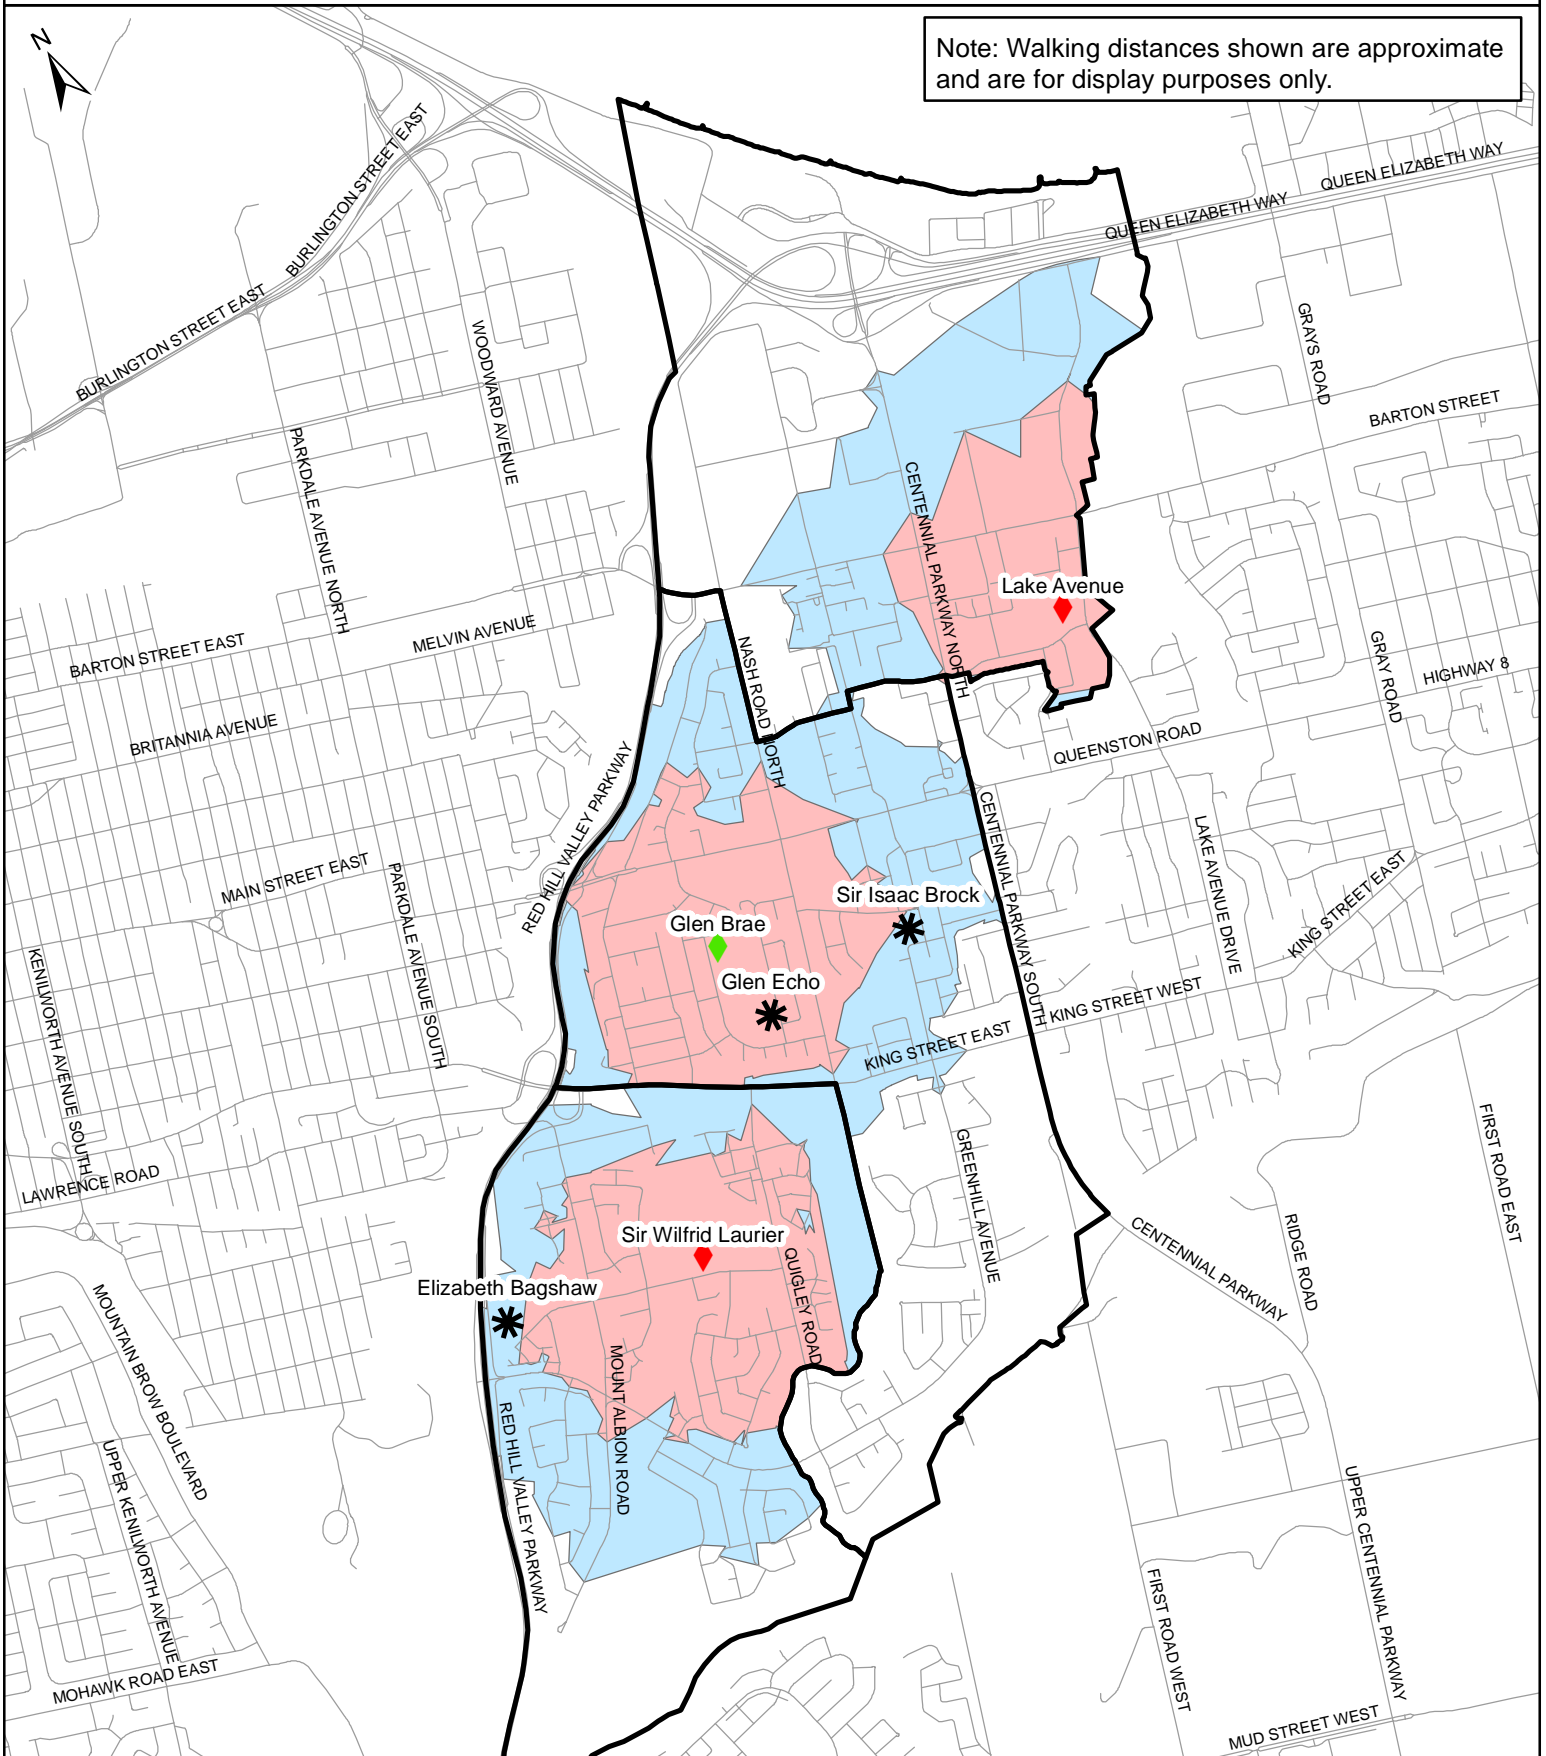 Note: Walking distances shown are approximate
and are for display purposes only.
N
BURLINGTON STREET EAST
QUEEN ELIZABETH WAY
QUEEN ELIZABETH WAY
BURLINGTON STREET EAST
WOODWARD AVENUE
GRAYS ROAD
BARTON STREET
PARKDALE AVENUE NORTH
CENTENNIAL PARKWAY NORTH
Lake Avenue
BARTON STREET EAST
MELVIN AVENUE
NASH ROAD NORTH
GRAY ROAD
HIGHWAY 8
BRITANNIA AVENUE
QUEENSTON ROAD
RED HILL VALLEY PARKWAY
CENTENNIAL PARKWAY SOUTH
LAKE AVENUE DRIVE
MAIN STREET EAST
PARKDALE AVENUE SOUTH
KING STREET EAST
Sir Isaac Brock
Glen Brae
Glen Echo
KENILWORTH AVENUE SOUTH
KING STREET WEST
KING STREET EAST
FIRST ROAD EAST
GREENHILL AVENUE
LAWRENCE ROAD
RIDGE ROAD
CENTENNIAL PARKWAY
Sir Wilfrid Laurier
QUIGLEY ROAD
Elizabeth Bagshaw
MOUNTAIN BROW BOULEVARD
MOUNT ALBION ROAD
RED HILL VALLEY PARKWAY
UPPER KENILWORTH AVENUE
UPPER CENTENNIAL PARKWAY
FIRST ROAD WEST
MOHAWK ROAD EAST
MUD STREET WEST